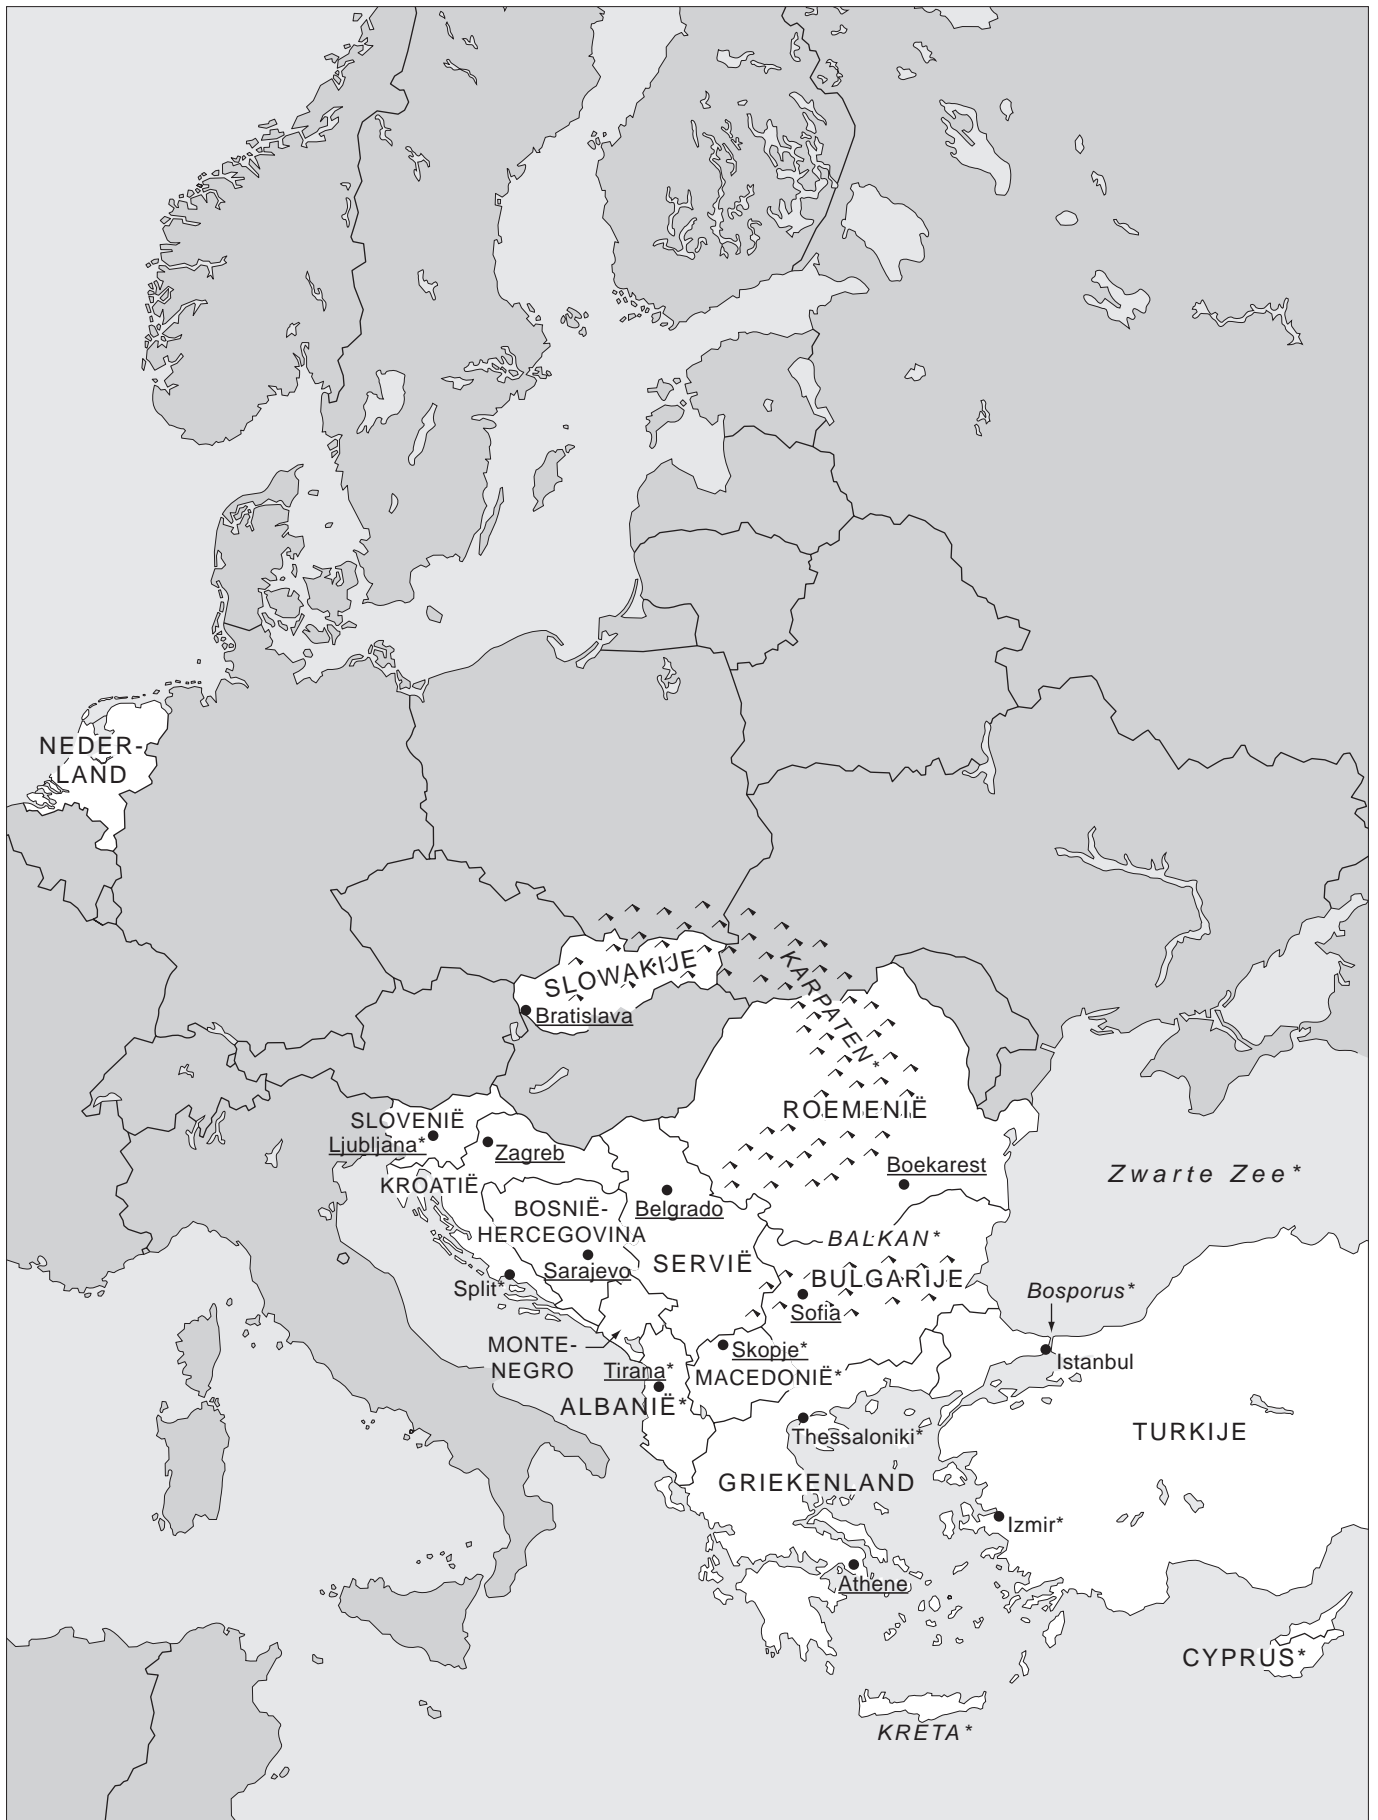 NEDER-
LAND
SLOWAKIJE
KARPATEN*
Bratislava
ROEMENIË
SLOVENIË
Ljubljana*
Zagreb
Boekarest
Zwarte Zee*
KROATIË
BOSNIË-
HERCEGOVINA
Belgrado
BALKAN*
SERVIË
Sarajevo
BULGARIJE
Split*
Sofia
Bosporus*
MONTE-
NEGRO
Skopje*
Istanbul
Tirana*
MACEDONIË*
ALBANIË*
Thessaloniki*
TURKIJE
GRIEKENLAND
Izmir*
Athene
CYPRUS*
KRETA*